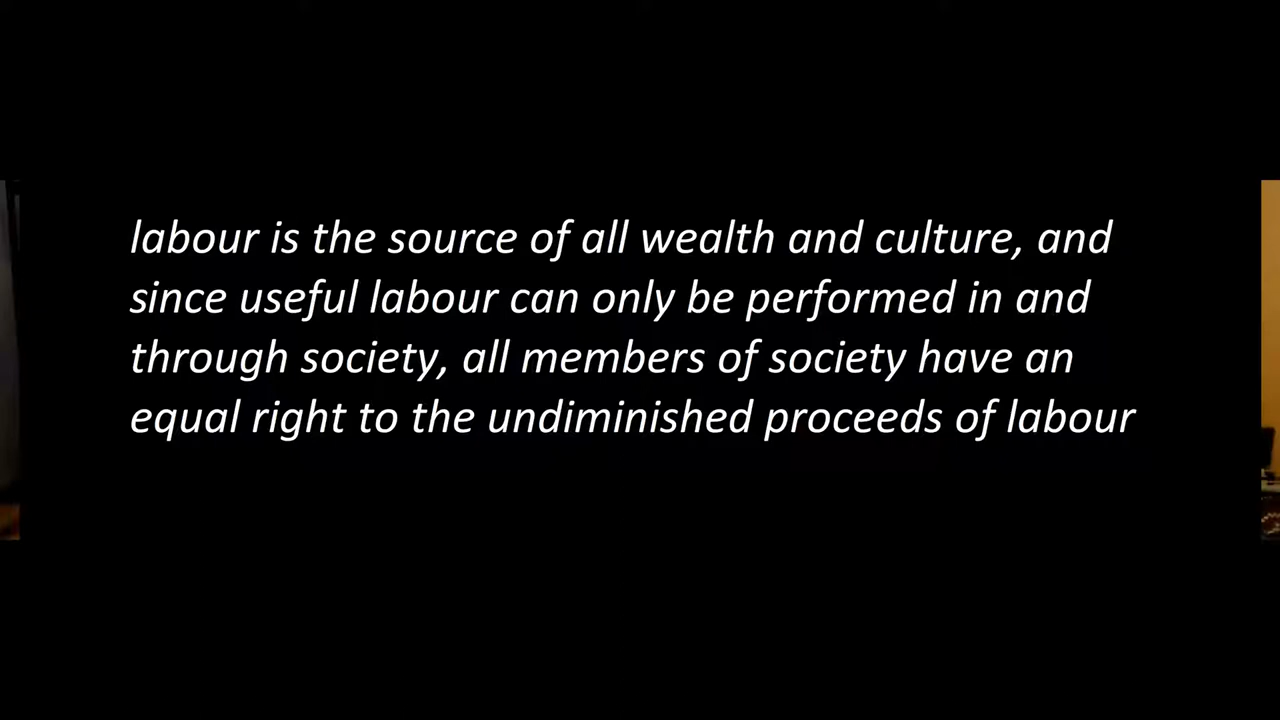 labour is the source of all wealth and culture, and
since useful labour can only be performed in and
through society, all members of society have an
equal right to the undiminished proceeds of labour